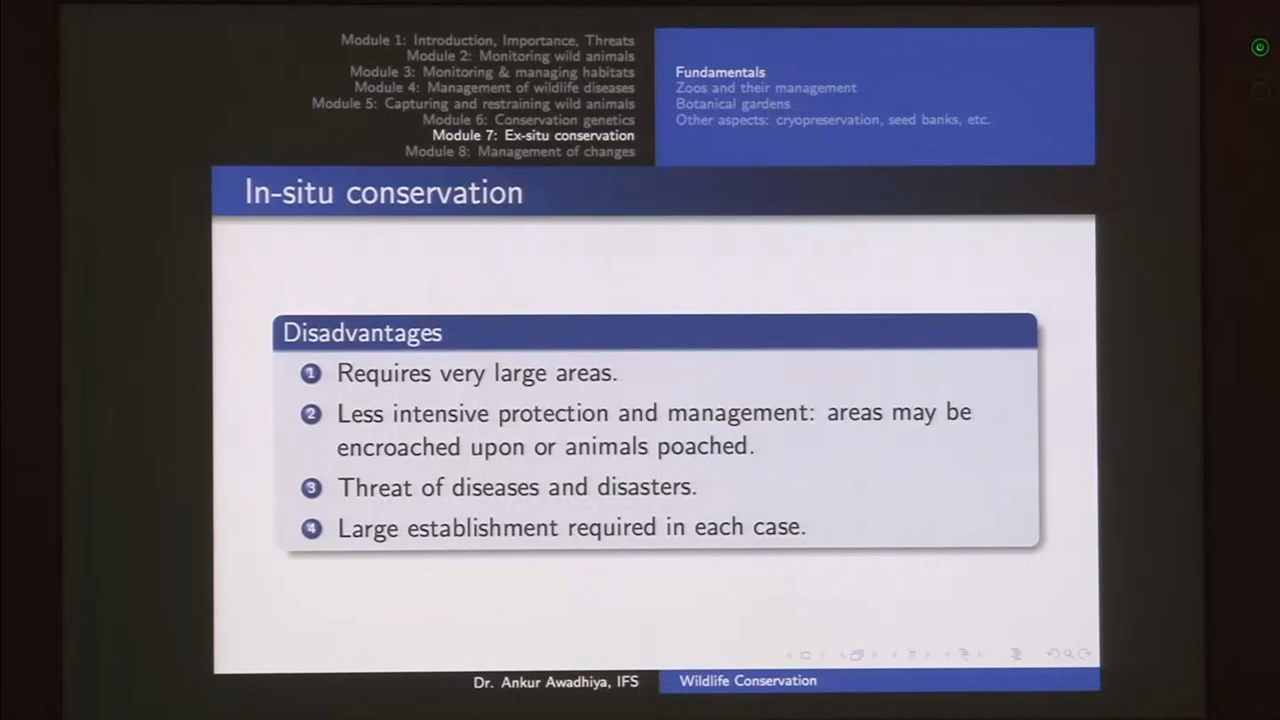 Module 1: Introduction, Importance, Threats
Module 2: Monitoring wild animals
Module 3: Monitoring & managing habitats
Module 4: Management of wildlife diseases
Module 5: Capturing and restraining wild animals
Module 6: Conservation genetics
Module 7: Ex-situ conservation
Module 8: Management of changes
Fundamentals
Zoos and their management
Botanical gardens
Other aspects: cryopreservation, seed banks, etc.
In-situ conservation
Disadvantages
1 Requires very large areas.
2 Less intensive protection and management: areas may be
encroached upon or animals poached.
3 Threat of diseases and disasters.
4 Large establishment required in each case.
Dr. Ankur Awadhiya, IFS
Wildlife Conservation